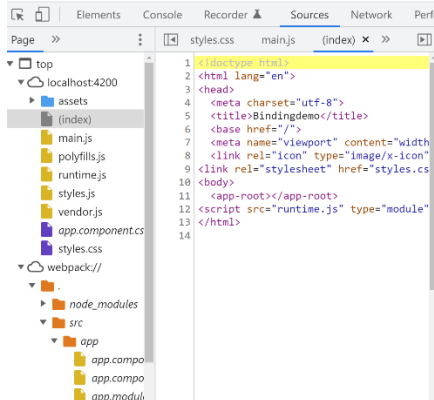 Elements Console Recorder Sources Network Perf
Page » styles.css main.js (index) × »
top
localhost:4200
assets
(index)
main.js
polyfills.js
runtime.js
styles.js
vendor.js
app.component.cs
styles.css
webpack://
.
node_modules
src
app
app.compo
app.compo
app.modul
1 <!doctype html>
2 <html lang="en">
3 <head>
4 <meta charset="utf-8">
5 <title>Bindingdemo</title>
6 <base href="/">
7 <meta name="viewport" content="width
8 <link rel="icon" type="image/x-icon"
9 <link rel="stylesheet" href="styles.cs
10 <body>
11 <app-root></app-root>
12 <script src="runtime.js" type="module"
13 </html>
14